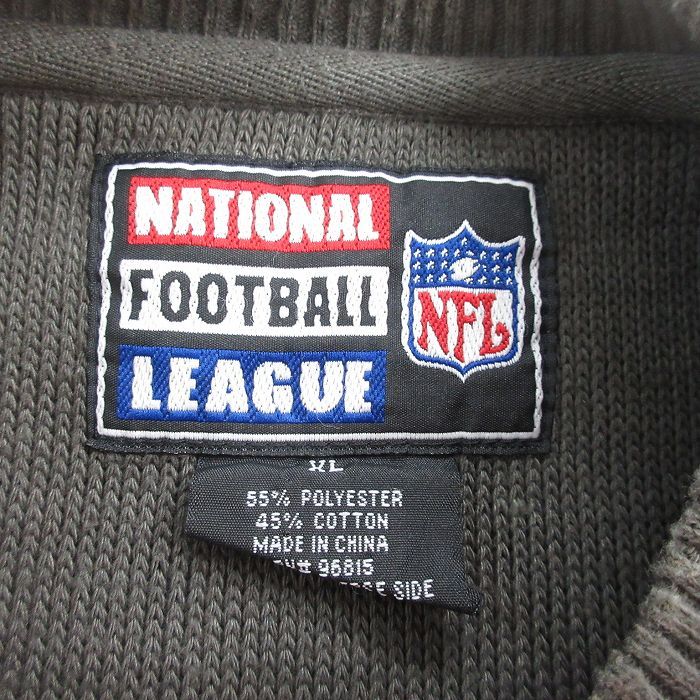 NATIONAL
FOOTBALL
LEAGUE
NFL
XL
55% POLYESTER
45% COTTON
MADE IN CHINA
96815
SIDE